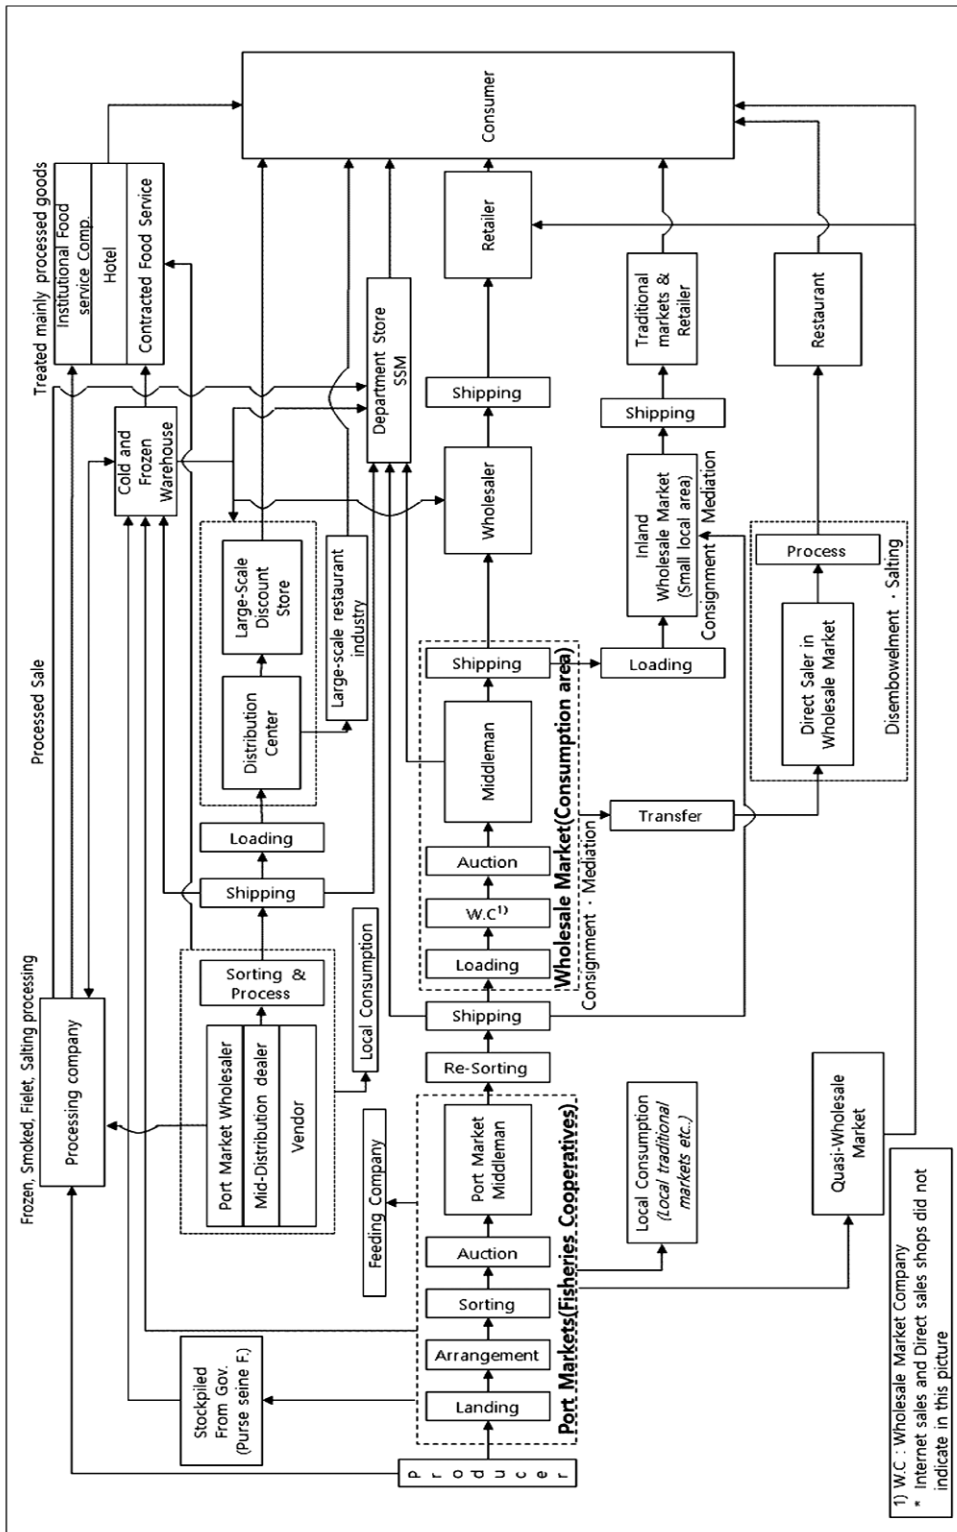 Producer
Landing
Arrangement
Sorting
Auction
Port Market
Middleman
Port Markets(Fisheries Cooperatives)
Stockpiled
From Gov.
(Purse seine F.)
Feeding Company
Local Consumption
(Local traditional
markets etc..)
Quasi-Wholesale
Market
Frozen, Smoked, Fielet, Salting processing
Processing company
Port Market Wholesaler
Mid-Distribution dealer
Vendor
Sorting &
Process
Local Consumption
Re-Sorting
Shipping
Shipping
Loading
Distribution
Center
Large-Scale
Discount
Store
Large-scale restaurant
industry
Loading
W.C1)
Auction
Middleman
Shipping
Wholesale Market(Consumption area)
Consignment · Mediation
Transfer
Loading
Inland
Wholesale Market
(Small local area)
Consignment · Mediation
Shipping
Traditional
markets &
Retailer
Direct Saler in
Wholesale Market
Process
Disembowelment · Salting
Restaurant
Wholesaler
Shipping
Retailer
Department Store
SSM
Processed Sale
Cold and
Frozen
Warehouse
Treated mainly processed goods
Institutional Food
service Comp.
Hotel
Contracted Food Service
Consumer
1) W.C : Wholesale Market Company
* Internet sales and Direct sales shops did not
indicate in this picture